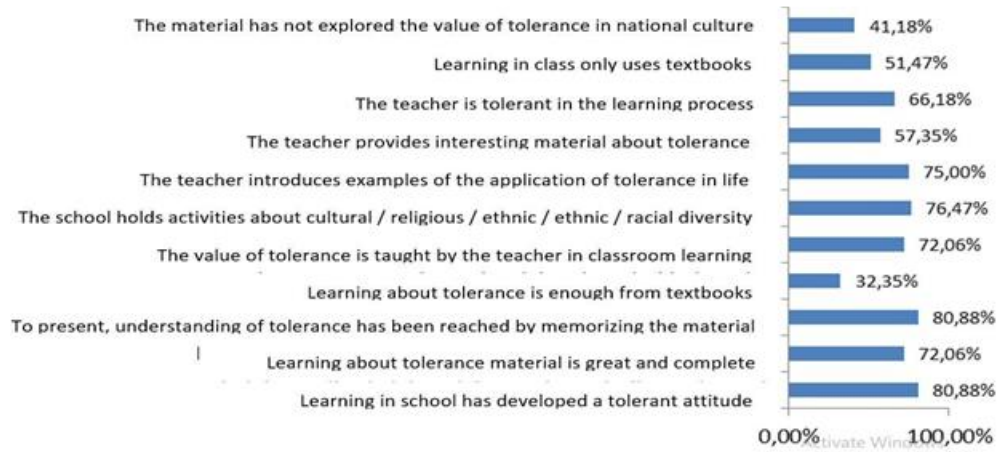 The material has not explored the value of tolerance in national culture 41,18%
Learning in class only uses textbooks 51,47%
The teacher is tolerant in the learning process 66,18%
The teacher provides interesting material about tolerance 57,35%
The teacher introduces examples of the application of tolerance in life 75,00%
The school holds activities about cultural / religious / ethnic / ethnic / racial diversity 76,47%
The value of tolerance is taught by the teacher in classroom learning 72,06%
Learning about tolerance is enough from textbooks 32,35%
To present, understanding of tolerance has been reached by memorizing the material 80,88%
Learning about tolerance material is great and complete 72,06%
Learning in school has developed a tolerant attitude 80,88%
0,00% 100,00%